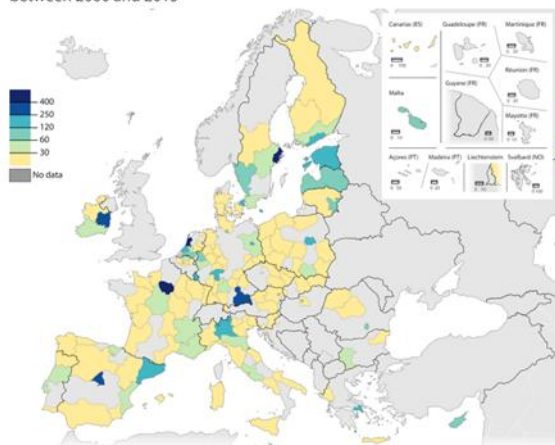 between 2000 and 2015
400
250
120
60
30
No data
Canarias (ES)
Guadeloupe (FR)
Martinique (FR)
Réunion (FR)
Guyane (FR)
Malta
Mayotte (FR)
Açores (PT)
Madeira (PT)
Liechtenstein
Svalbard (NO)